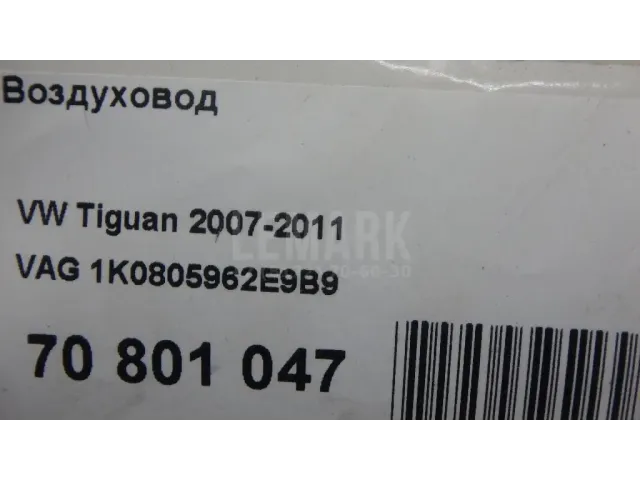 Воздуховод
VW Tiguan 2007-2011
LEMARK
VAG 1K0805962E9B9
70 801 047